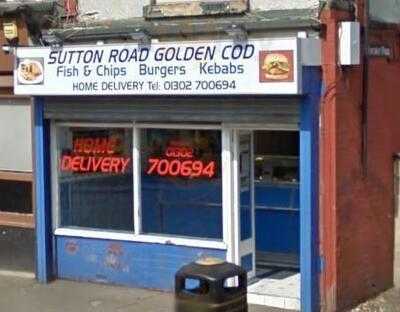 SUTTON ROAD GOLDEN COD
Fish & Chips Burgers Kebabs
HOME DELIVERY Tel: 01302 700694
HOME
DELIVERY
01302
700694